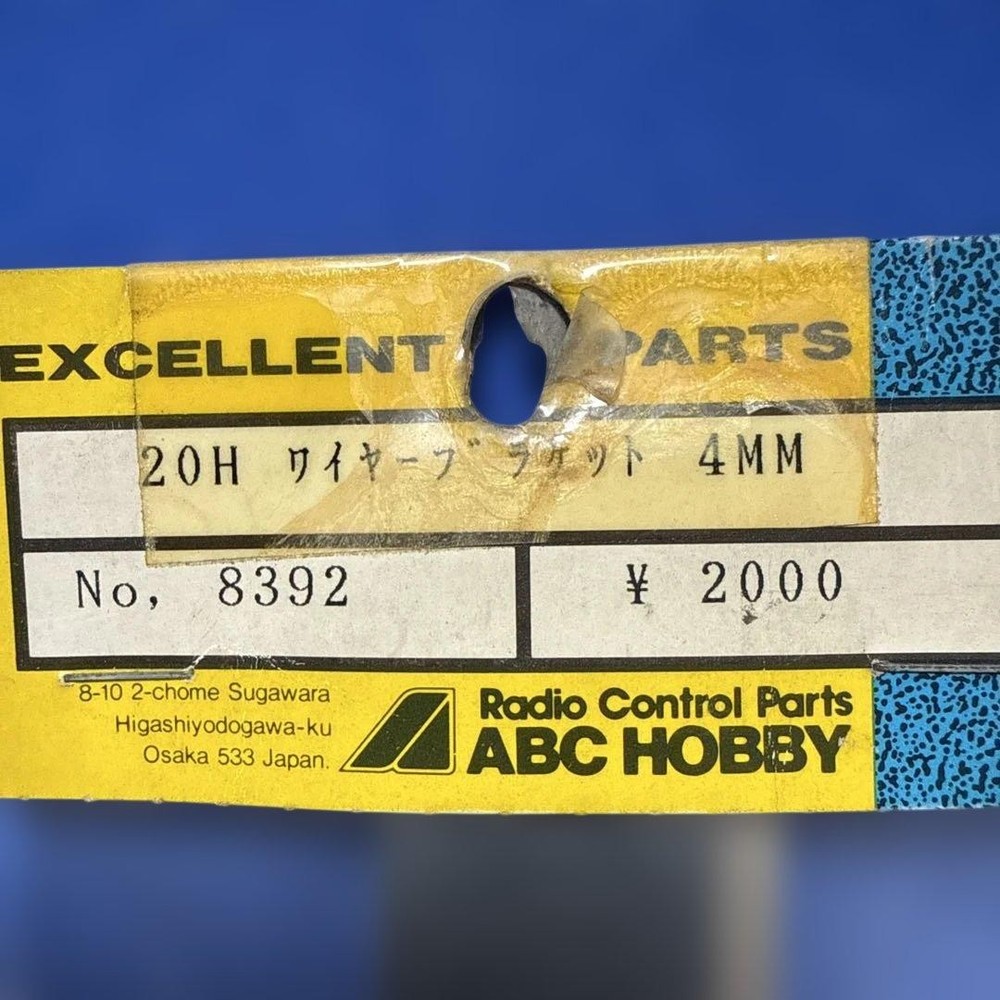 EXCELLENT PARTS
20H ワイヤーブラケット 4MM
No, 8392
¥ 2000
8-10 2-chome Sugawara
Higashiyodogawa-ku
Osaka 533 Japan.
Radio Control Parts
ABC HOBBY